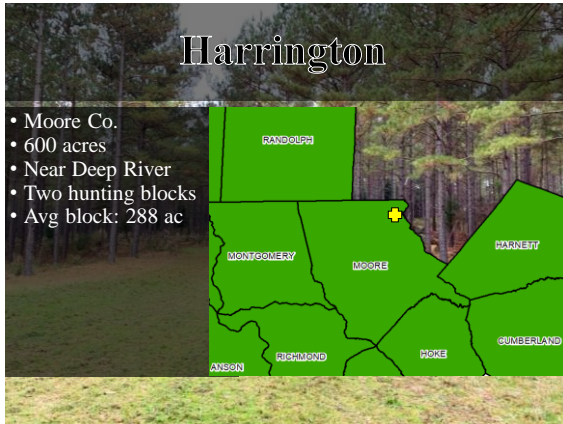 Harrington
• Moore Co.
• 600 acres
• Near Deep River
• Two hunting blocks
• Avg block: 288 ac
RANDOLPH
HARNETT
MONTGOMERY
MOORE
CUMBERLAND
RICHMOND
HOKE
ANSON